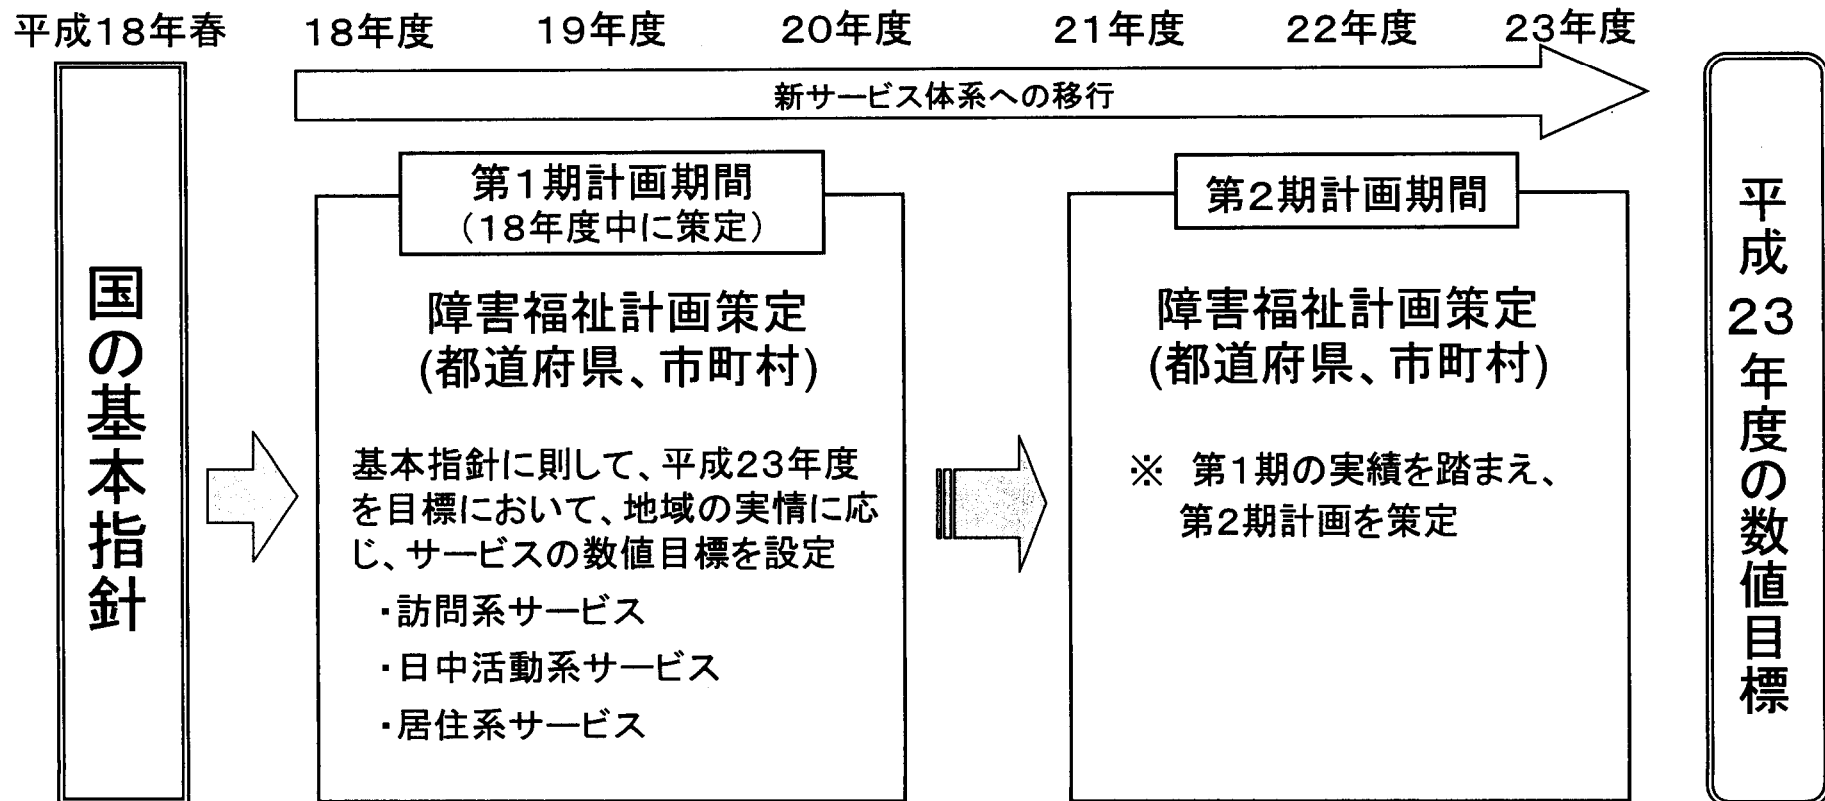 平成18年春 18年度 19年度 20年度 21年度 22年度 23年度
新サービス体系への移行
国の基本指針
第1期計画期間
(18年度中に策定)
障害福祉計画策定
(都道府県、市町村)
基本指針に則して、平成23年度
を目標において、地域の実情に応
じ、サービスの数値目標を設定
・訪問系サービス
・日中活動系サービス
・居住系サービス
第2期計画期間
障害福祉計画策定
(都道府県、市町村)
※ 第1期の実績を踏まえ、
第2期計画を策定
平成23年度の数値目標